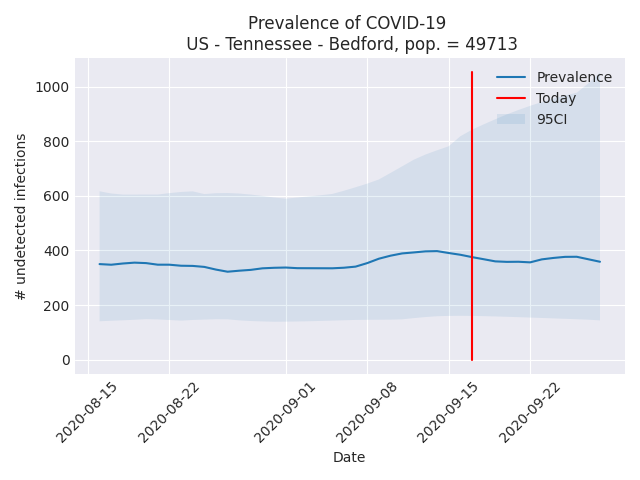 Prevalence of COVID-19
US - Tennessee - Bedford, pop. = 49713
Prevalence
Today
95CI
# undetected infections
1000
800
600
400
200
0
2020-08-15
2020-08-22
2020-09-01
2020-09-08
2020-09-15
2020-09-22
Date